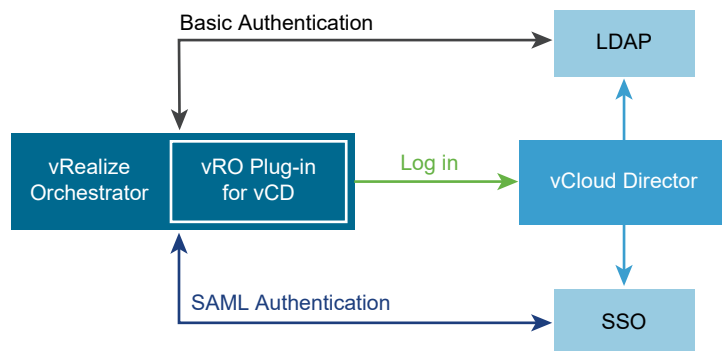 Basic Authentication
LDAP
vRealize
Orchestrator
vRO Plug-in
for vCD
Log in
vCloud Director
SAML Authentication
SSO